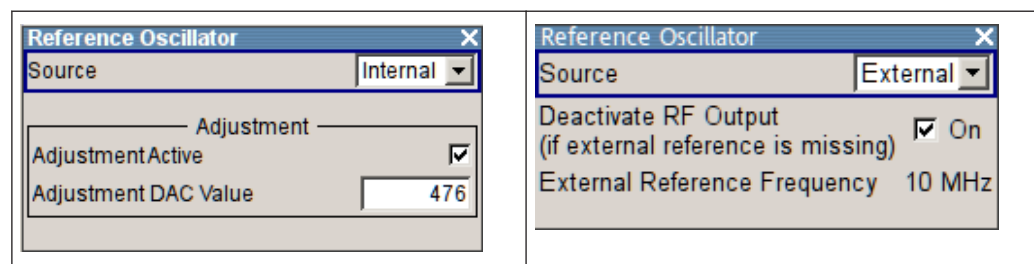 Reference Oscillator
Source Internal
Adjustment
Adjustment Active
Adjustment DAC Value 476
Reference Oscillator
Source External
Deactivate RF Output
(if external reference is missing) On
External Reference Frequency 10 MHz